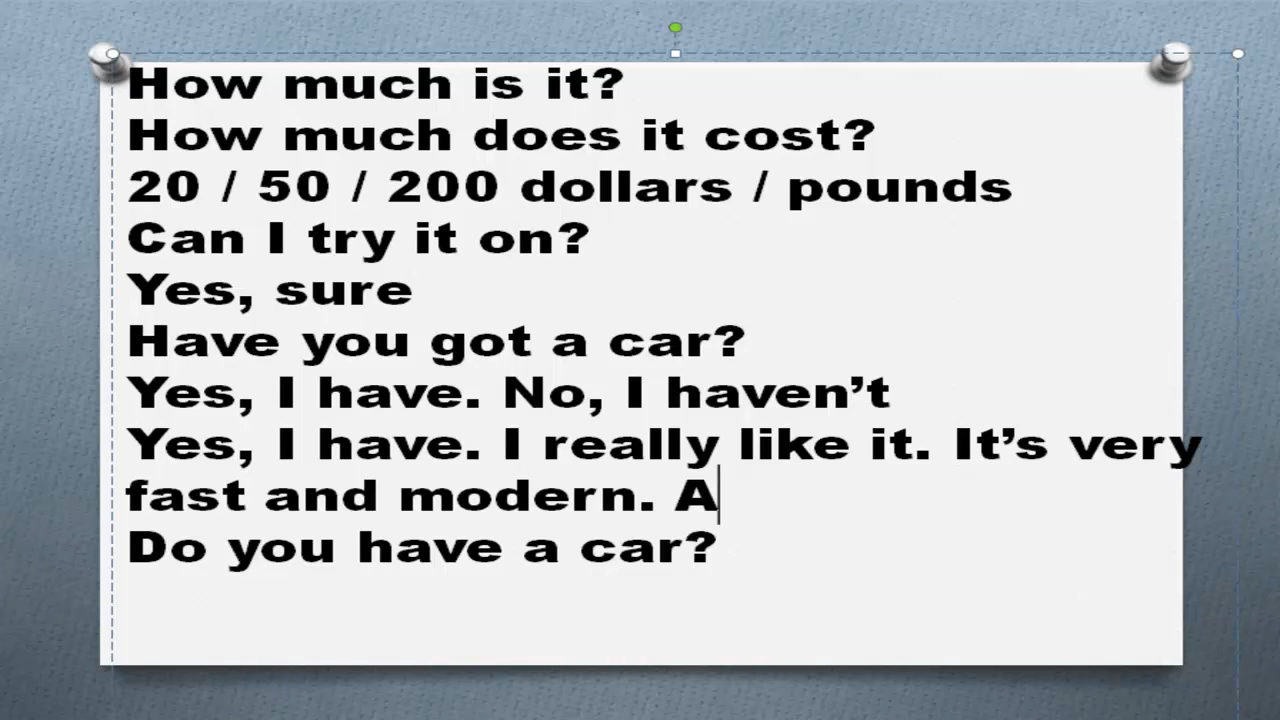 How much is it?
How much does it cost?
20 / 50 / 200 dollars / pounds
Can I try it on?
Yes, sure
Have you got a car?
Yes, I have. No, I haven’t
Yes, I have. I really like it. It’s very
fast and modern. A
Do you have a car?